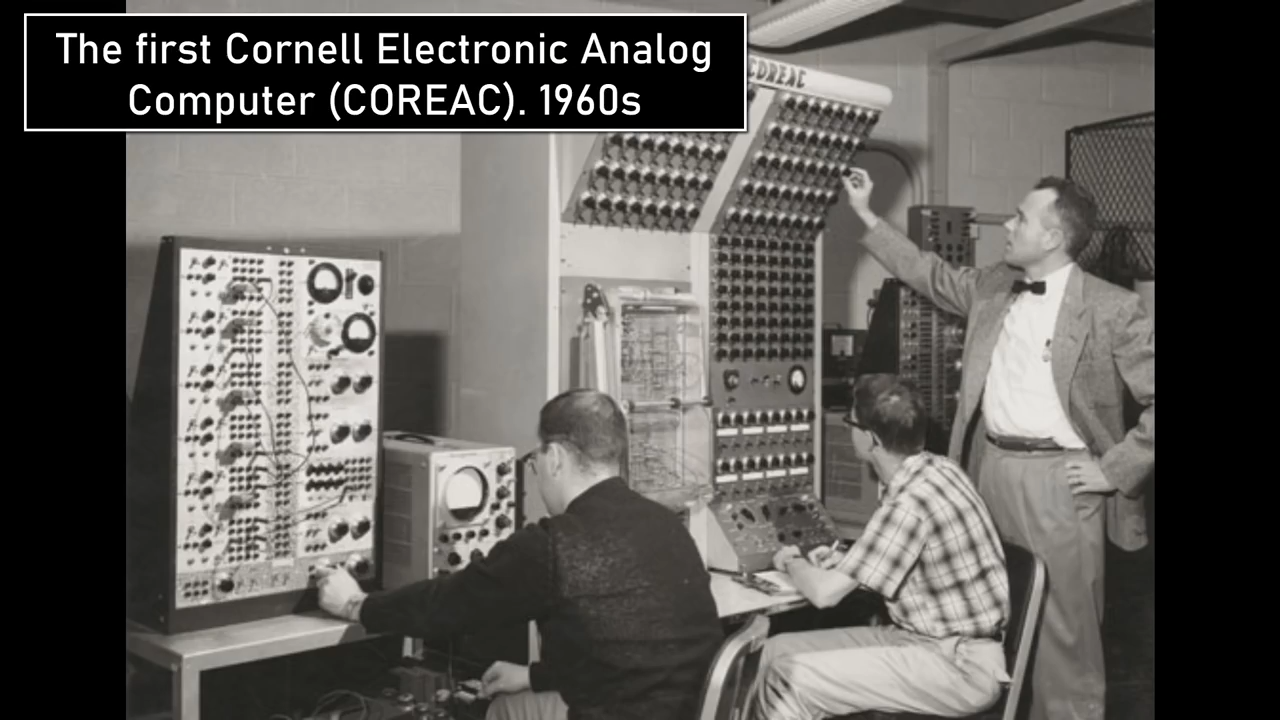 The first Cornell Electronic Analog
Computer (COREAC). 1960s
COREAC